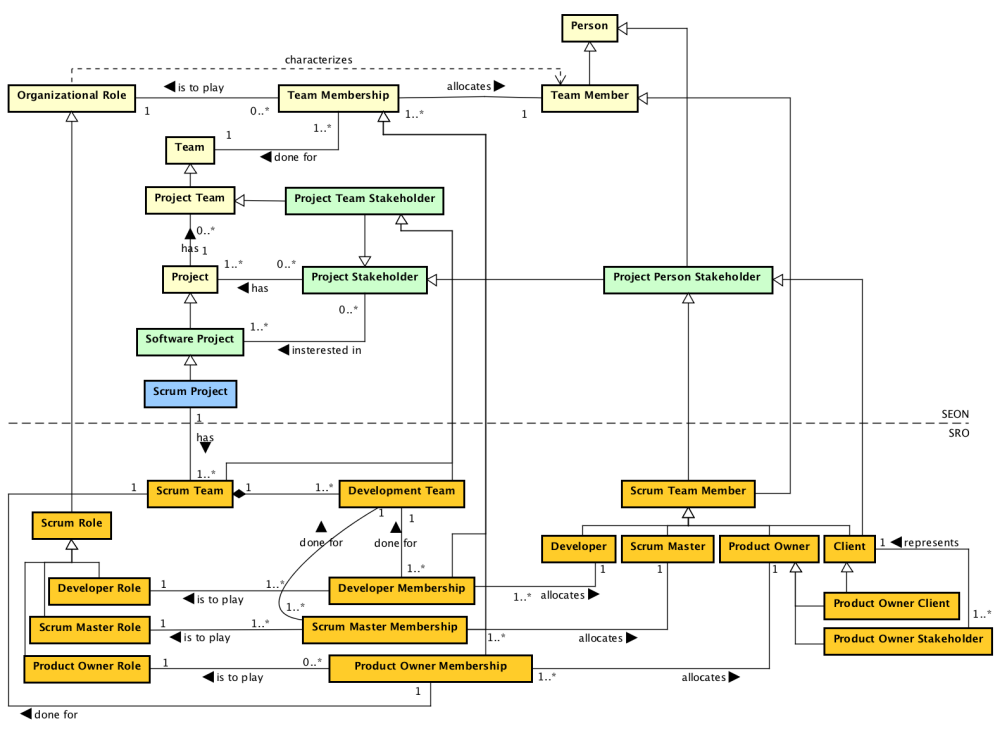 Person
characterizes
◀ is to play
allocates ▶
Organizational Role
Team Membership
Team Member
1
0..*
1..*
1
1..*
1
Team
◀ done for
Project Team
Project Team Stakeholder
0..*
has 1
1..*
0..*
Project
Project Stakeholder
Project Person Stakeholder
◀ has
0..*
1..*
Software Project
◀ insterested in
Scrum Project
1
SEON
has
SRO
1..*
1
Scrum Team
1
1..*
Development Team
Scrum Team Member
1
1
Scrum Role
done for
done for
Developer
Scrum Master
Product Owner
Client
1
◀ represents
1..*
1
1
1
Developer Role
1
1..*
Developer Membership
◀ is to play
1..*
allocates ▶
Product Owner Client
1..*
1..*
Scrum Master Role
1
1..*
Scrum Master Membership
◀ is to play
1..*
allocates ▶
Product Owner Stakeholder
Product Owner Role
1
0..*
Product Owner Membership
◀ is to play
1..*
allocates ▶
1
◀ done for